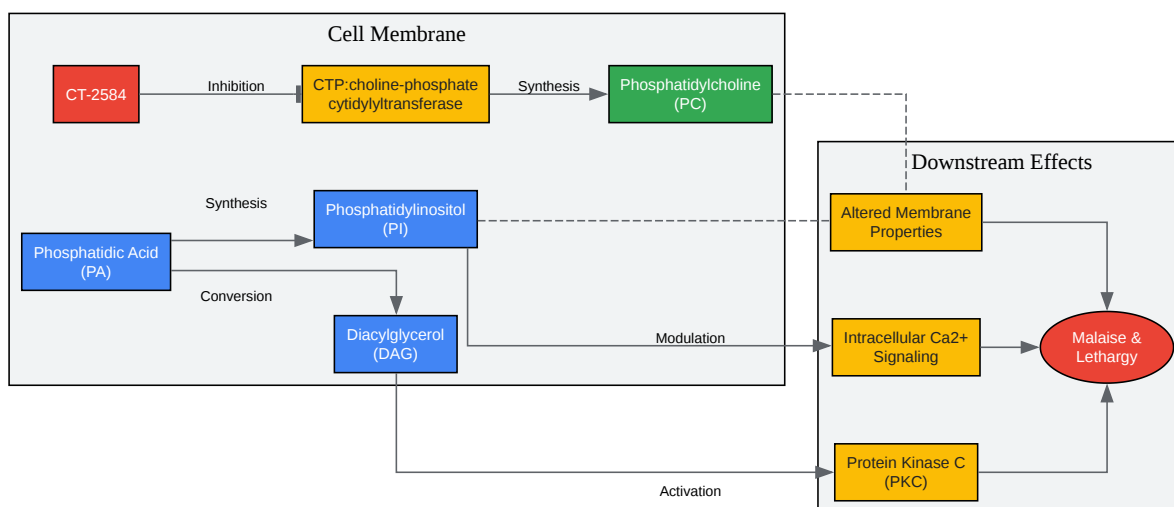 Cell Membrane
CT-2584
Inhibition
CTP:choline-phosphate
cytidylyltransferase
Synthesis
Phosphatidylcholine
(PC)
Downstream Effects
Synthesis
Phosphatidylinositol
(PI)
Altered Membrane
Properties
Phosphatidic Acid
(PA)
Conversion
Diacylglycerol
(DAG)
Modulation
Intracellular Ca2+
Signaling
Malaise &
Lethargy
Protein Kinase C
(PKC)
Activation